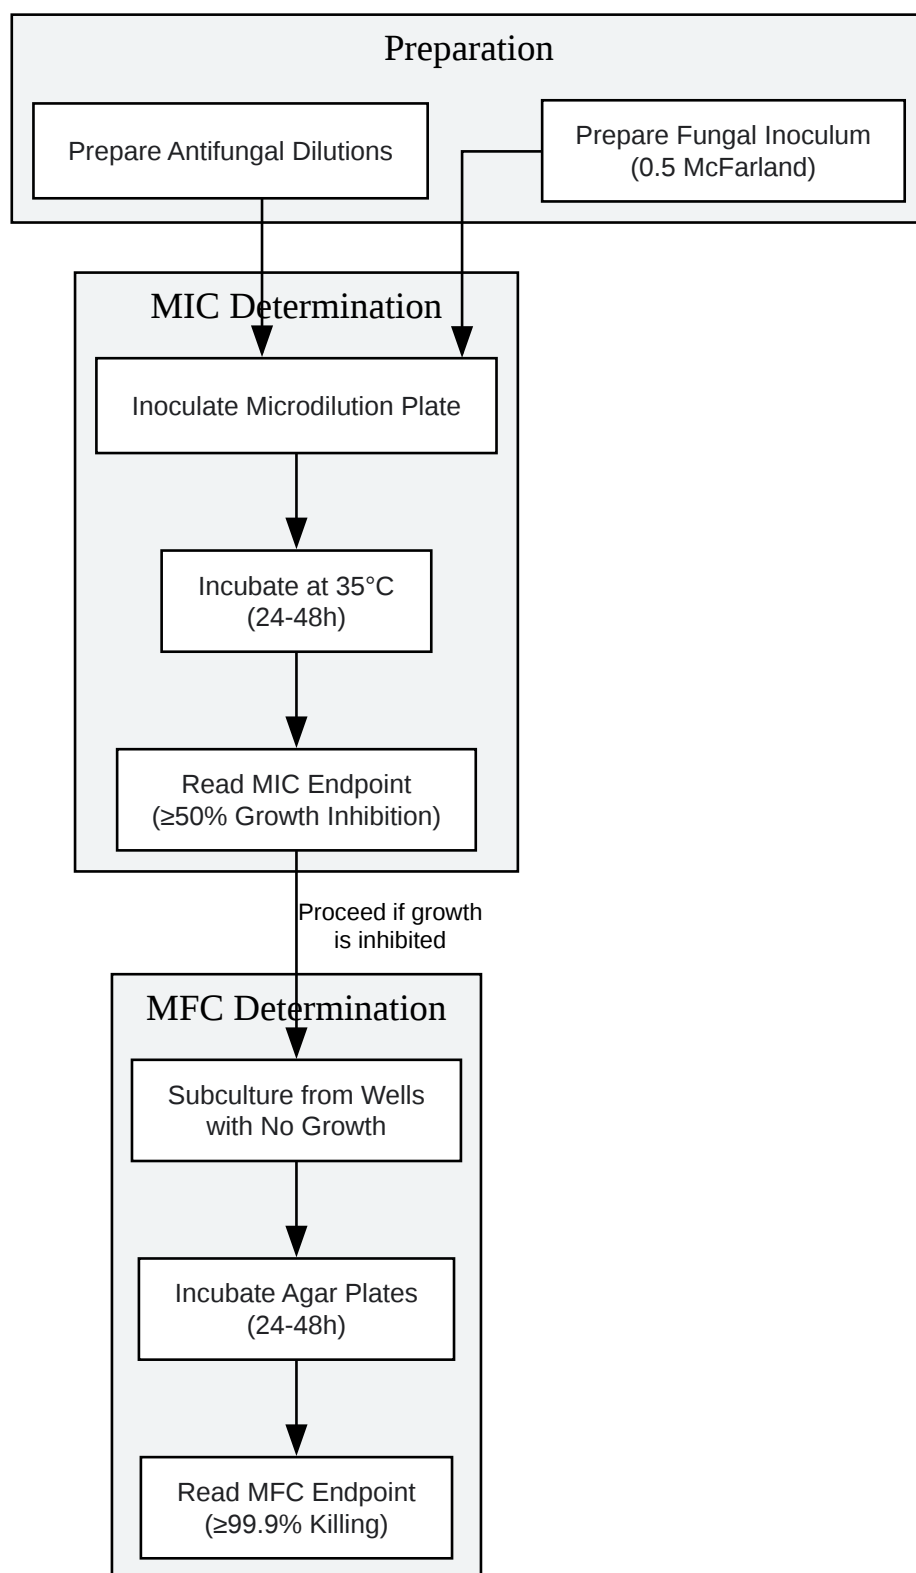 Preparation
Prepare Antifungal Dilutions
Prepare Fungal Inoculum
(0.5 McFarland)
MIC Determination
Inoculate Microdilution Plate
Incubate at 35°C
(24-48h)
Read MIC Endpoint
(≥50% Growth Inhibition)
Proceed if growth
is inhibited
MFC Determination
Subculture from Wells
with No Growth
Incubate Agar Plates
(24-48h)
Read MFC Endpoint
(≥99.9% Killing)